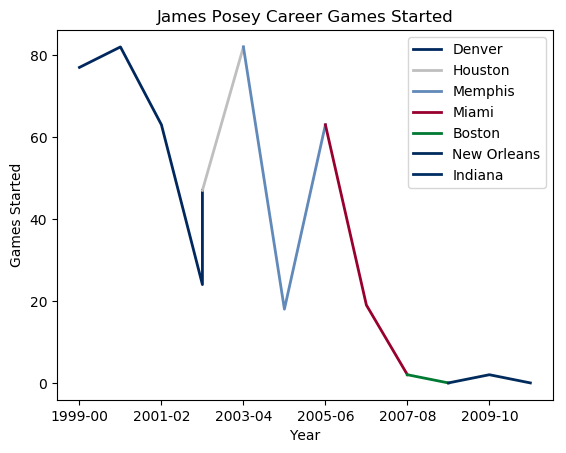 James Posey Career Games Started
80
60
40
20
0
Games Started
Denver
Houston
Memphis
Miami
Boston
New Orleans
Indiana
1999-00 2001-02 2003-04 2005-06 2007-08 2009-10
Year